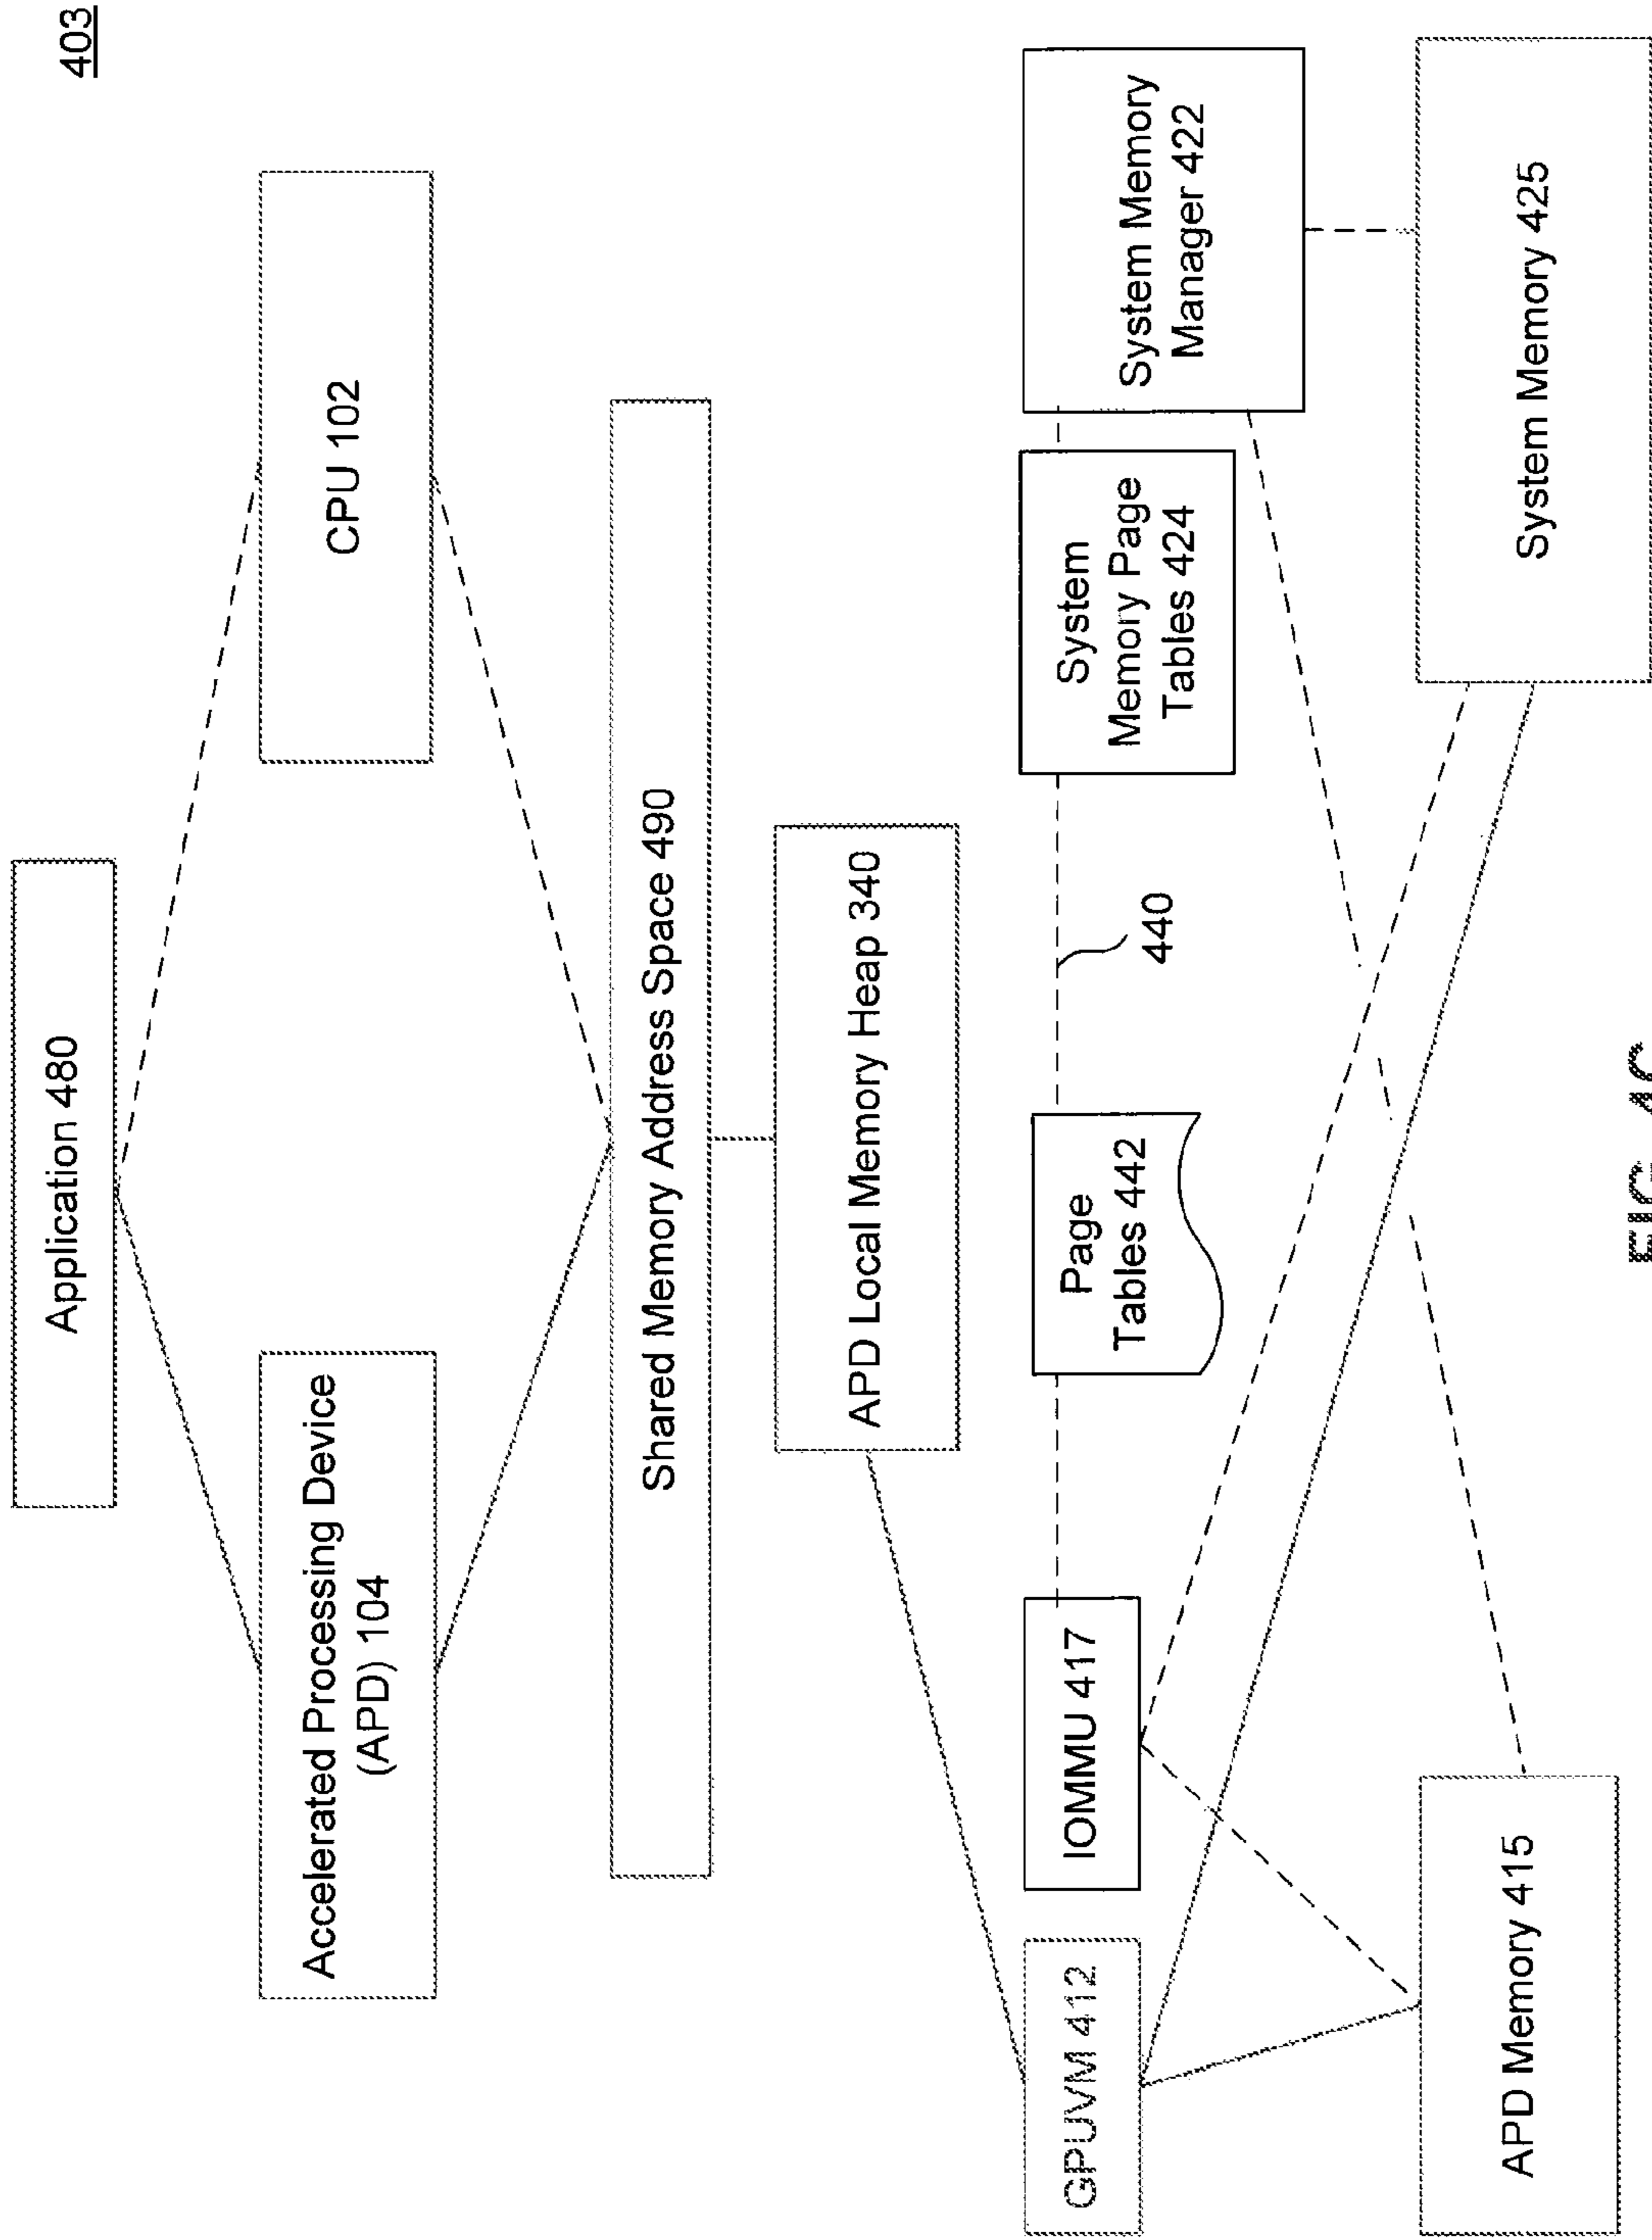 403
Application 480
Accelerated Processing Device
(APD) 104
CPU 102
Shared Memory Address Space 490
APD Local Memory Heap 340
GPUVM 412
IOMMU 417
Page
Tables 442
440
System
Memory Page
Tables 424
System Memory
Manager 422
APD Memory 415
System Memory 425
FIG. 4C